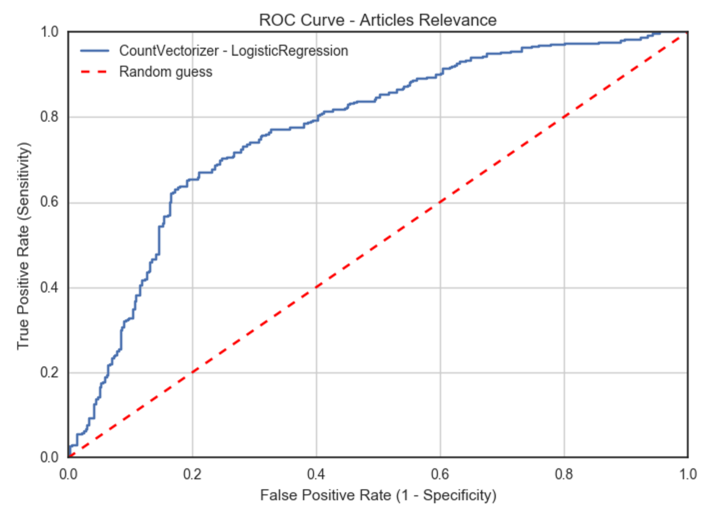 ROC Curve - Articles Relevance
CountVectorizer - LogisticRegression
Random guess
True Positive Rate (Sensitivity)
1.0
0.8
0.6
0.4
0.2
0.0
0.0 0.2 0.4 0.6 0.8 1.0
False Positive Rate (1 - Specificity)